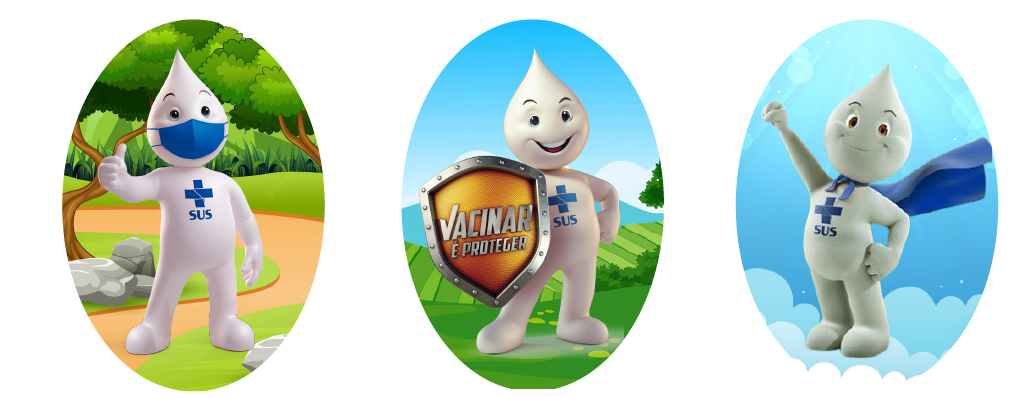 SUS
VACINAR
É PROTEGER
SUS
SUS